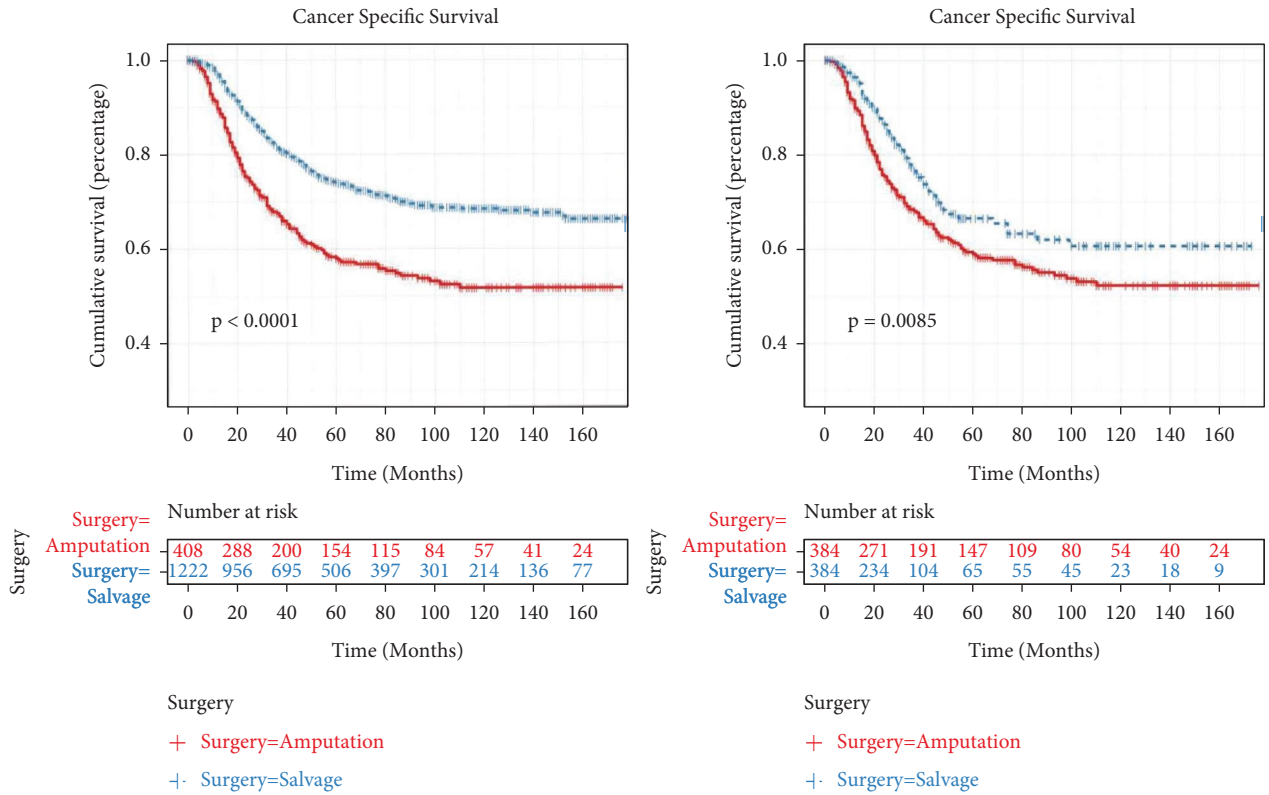 Cancer Specific Survival
Cumulative survival (percentage)
1.0
0.8
0.6
0.4
p < 0.0001
0 20 40 60 80 100 120 140 160
Time (Months)
Number at risk
Surgery
Surgery=
Amputation
408 288 200 154 115 84 57 41 24
Surgery=
Salvage
1222 956 695 506 397 301 214 136 77
0 20 40 60 80 100 120 140 160
Time (Months)
Surgery
Surgery=Amputation
Surgery=Salvage
Cancer Specific Survival
Cumulative survival (percentage)
1.0
0.8
0.6
0.4
p = 0.0085
0 20 40 60 80 100 120 140 160
Time (Months)
Number at risk
Surgery
Surgery=
Amputation
384 271 191 147 109 80 54 40 24
Surgery=
Salvage
384 234 104 65 55 45 23 18 9
0 20 40 60 80 100 120 140 160
Time (Months)
Surgery
Surgery=Amputation
Surgery=Salvage